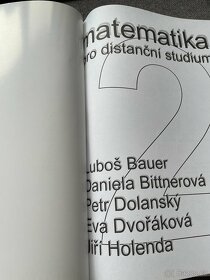 matematika
pro distanční studium
2
Luboš Bauer
Daniela Bittnerová
Petr Dolanský
Eva Dvořáková
Jiří Holenda